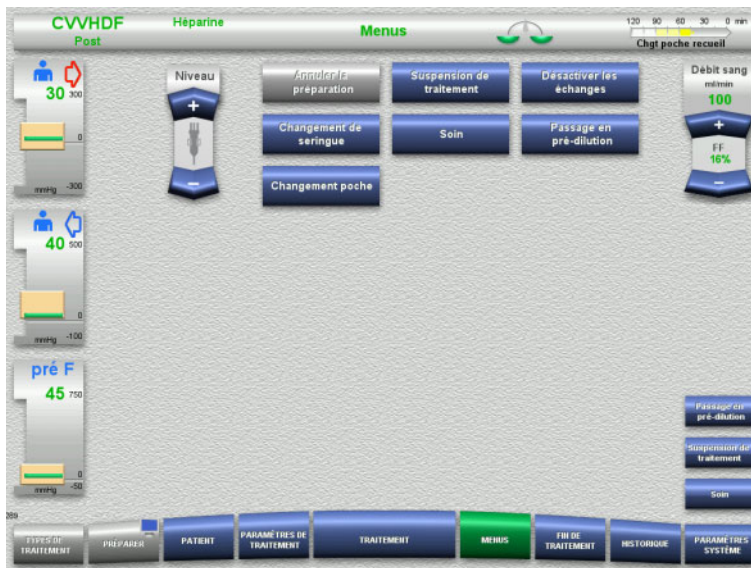 CVVHDF
Post
Héparine
Menus
120 90 60 30 0 min
Chgt poche recueil
30 300
0
mmHg -300
40 500
0
mmHg -100
pré F
45 750
0
mmHg -50
Niveau
+
−
Annuler la
préparation
Suspension de
traitement
Désactiver les
échanges
Changement de
seringue
Soin
Passage en
pré-dilution
Changement poche
Débit sang
ml/min
100
+
FF
16%
−
Passage en
pré-dilution
Suspension de
traitement
Soin
TYPES DE
TRAITEMENT
PRÉPARER
PATIENT
PARAMÈTRES DE
TRAITEMENT
TRAITEMENT
MENUS
FIN DE
TRAITEMENT
HISTORIQUE
PARAMÈTRES
SYSTÈME